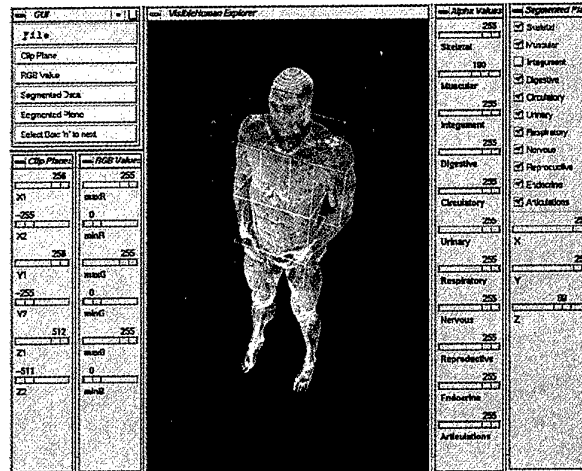 GUI
File
Clip Plane
RGB Value
Segmented Data
Segmented Plane
Select Box: 'n' to next
Clip Planes
256
X1
-255
X2
256
Y1
-255
Y2
512
Z1
-511
Z2
RGB Values
255
maxR
0
minR
255
maxG
0
minG
255
maxB
0
minB
VisibleHuman Explorer
Alpha Values
255
Skeletal
180
Muscular
255
Integument
255
Digestive
255
Circulatory
255
Urinary
255
Respiratory
255
Nervous
255
Reproductive
255
Endocrine
255
Articulations
Segmented
Skeletal
Muscular
Integument
Digestive
Circulatory
Urinary
Respiratory
Nervous
Reproductive
Endocrine
Articulations
X
Y
Z